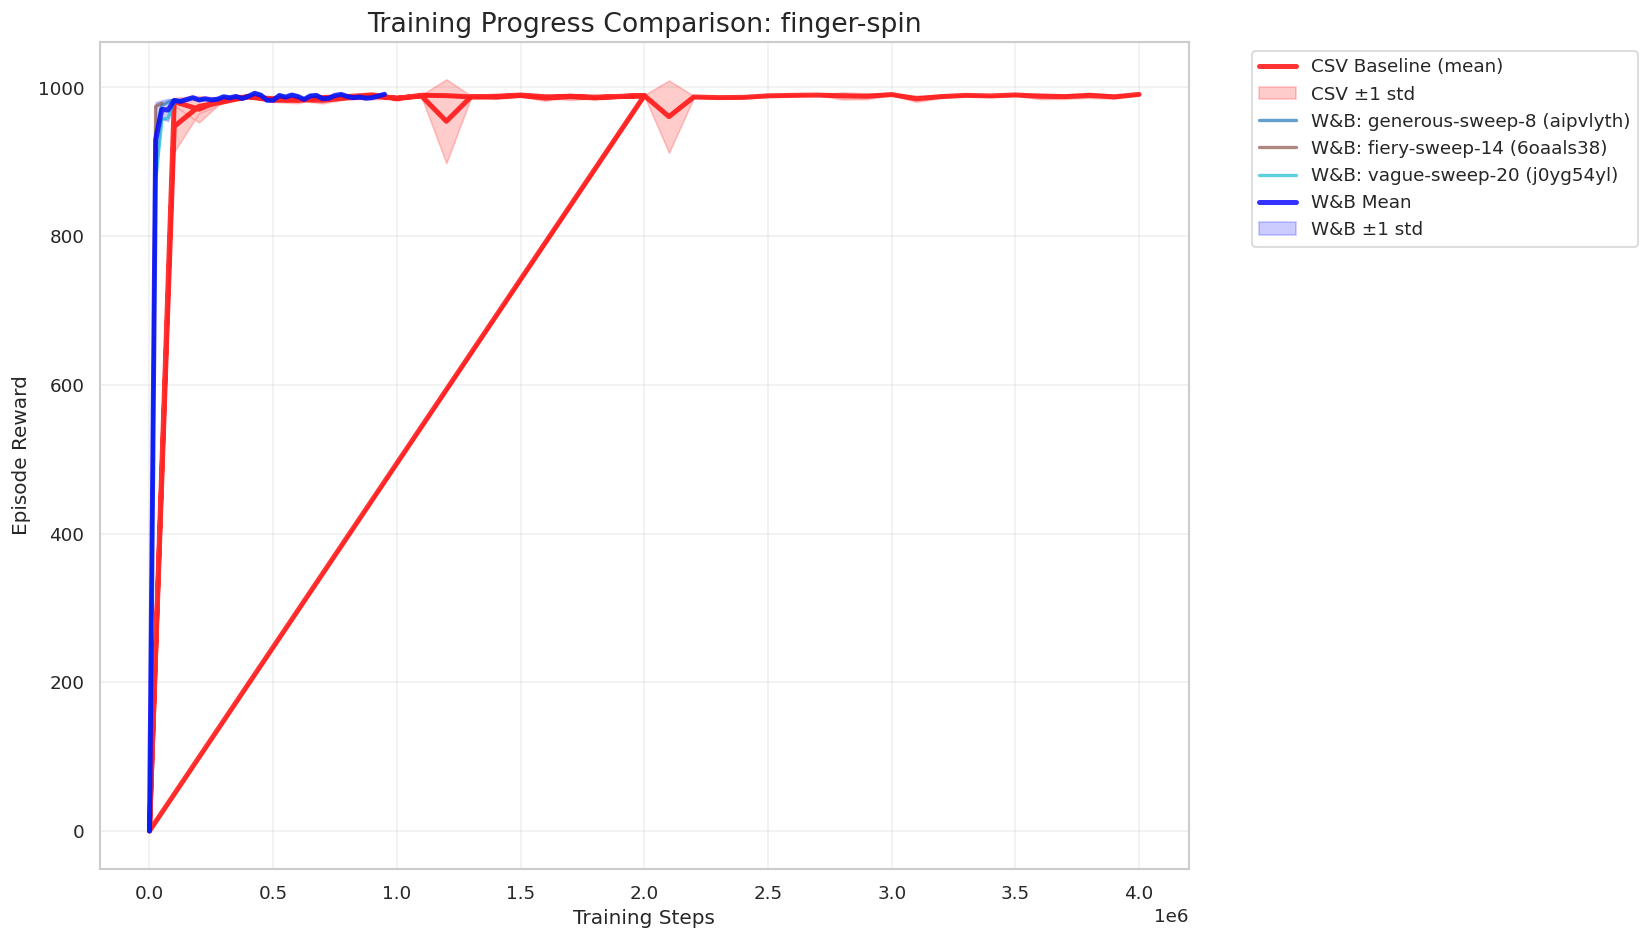 Training Progress Comparison: finger-spin
CSV Baseline (mean)
CSV ±1 std
W&B: generous-sweep-8 (aipvlyth)
W&B: fiery-sweep-14 (6oaals38)
W&B: vague-sweep-20 (j0yg54yl)
W&B Mean
W&B ±1 std
Episode Reward
1000
800
600
400
200
0
0.0 0.5 1.0 1.5 2.0 2.5 3.0 3.5 4.0
1e6
Training Steps